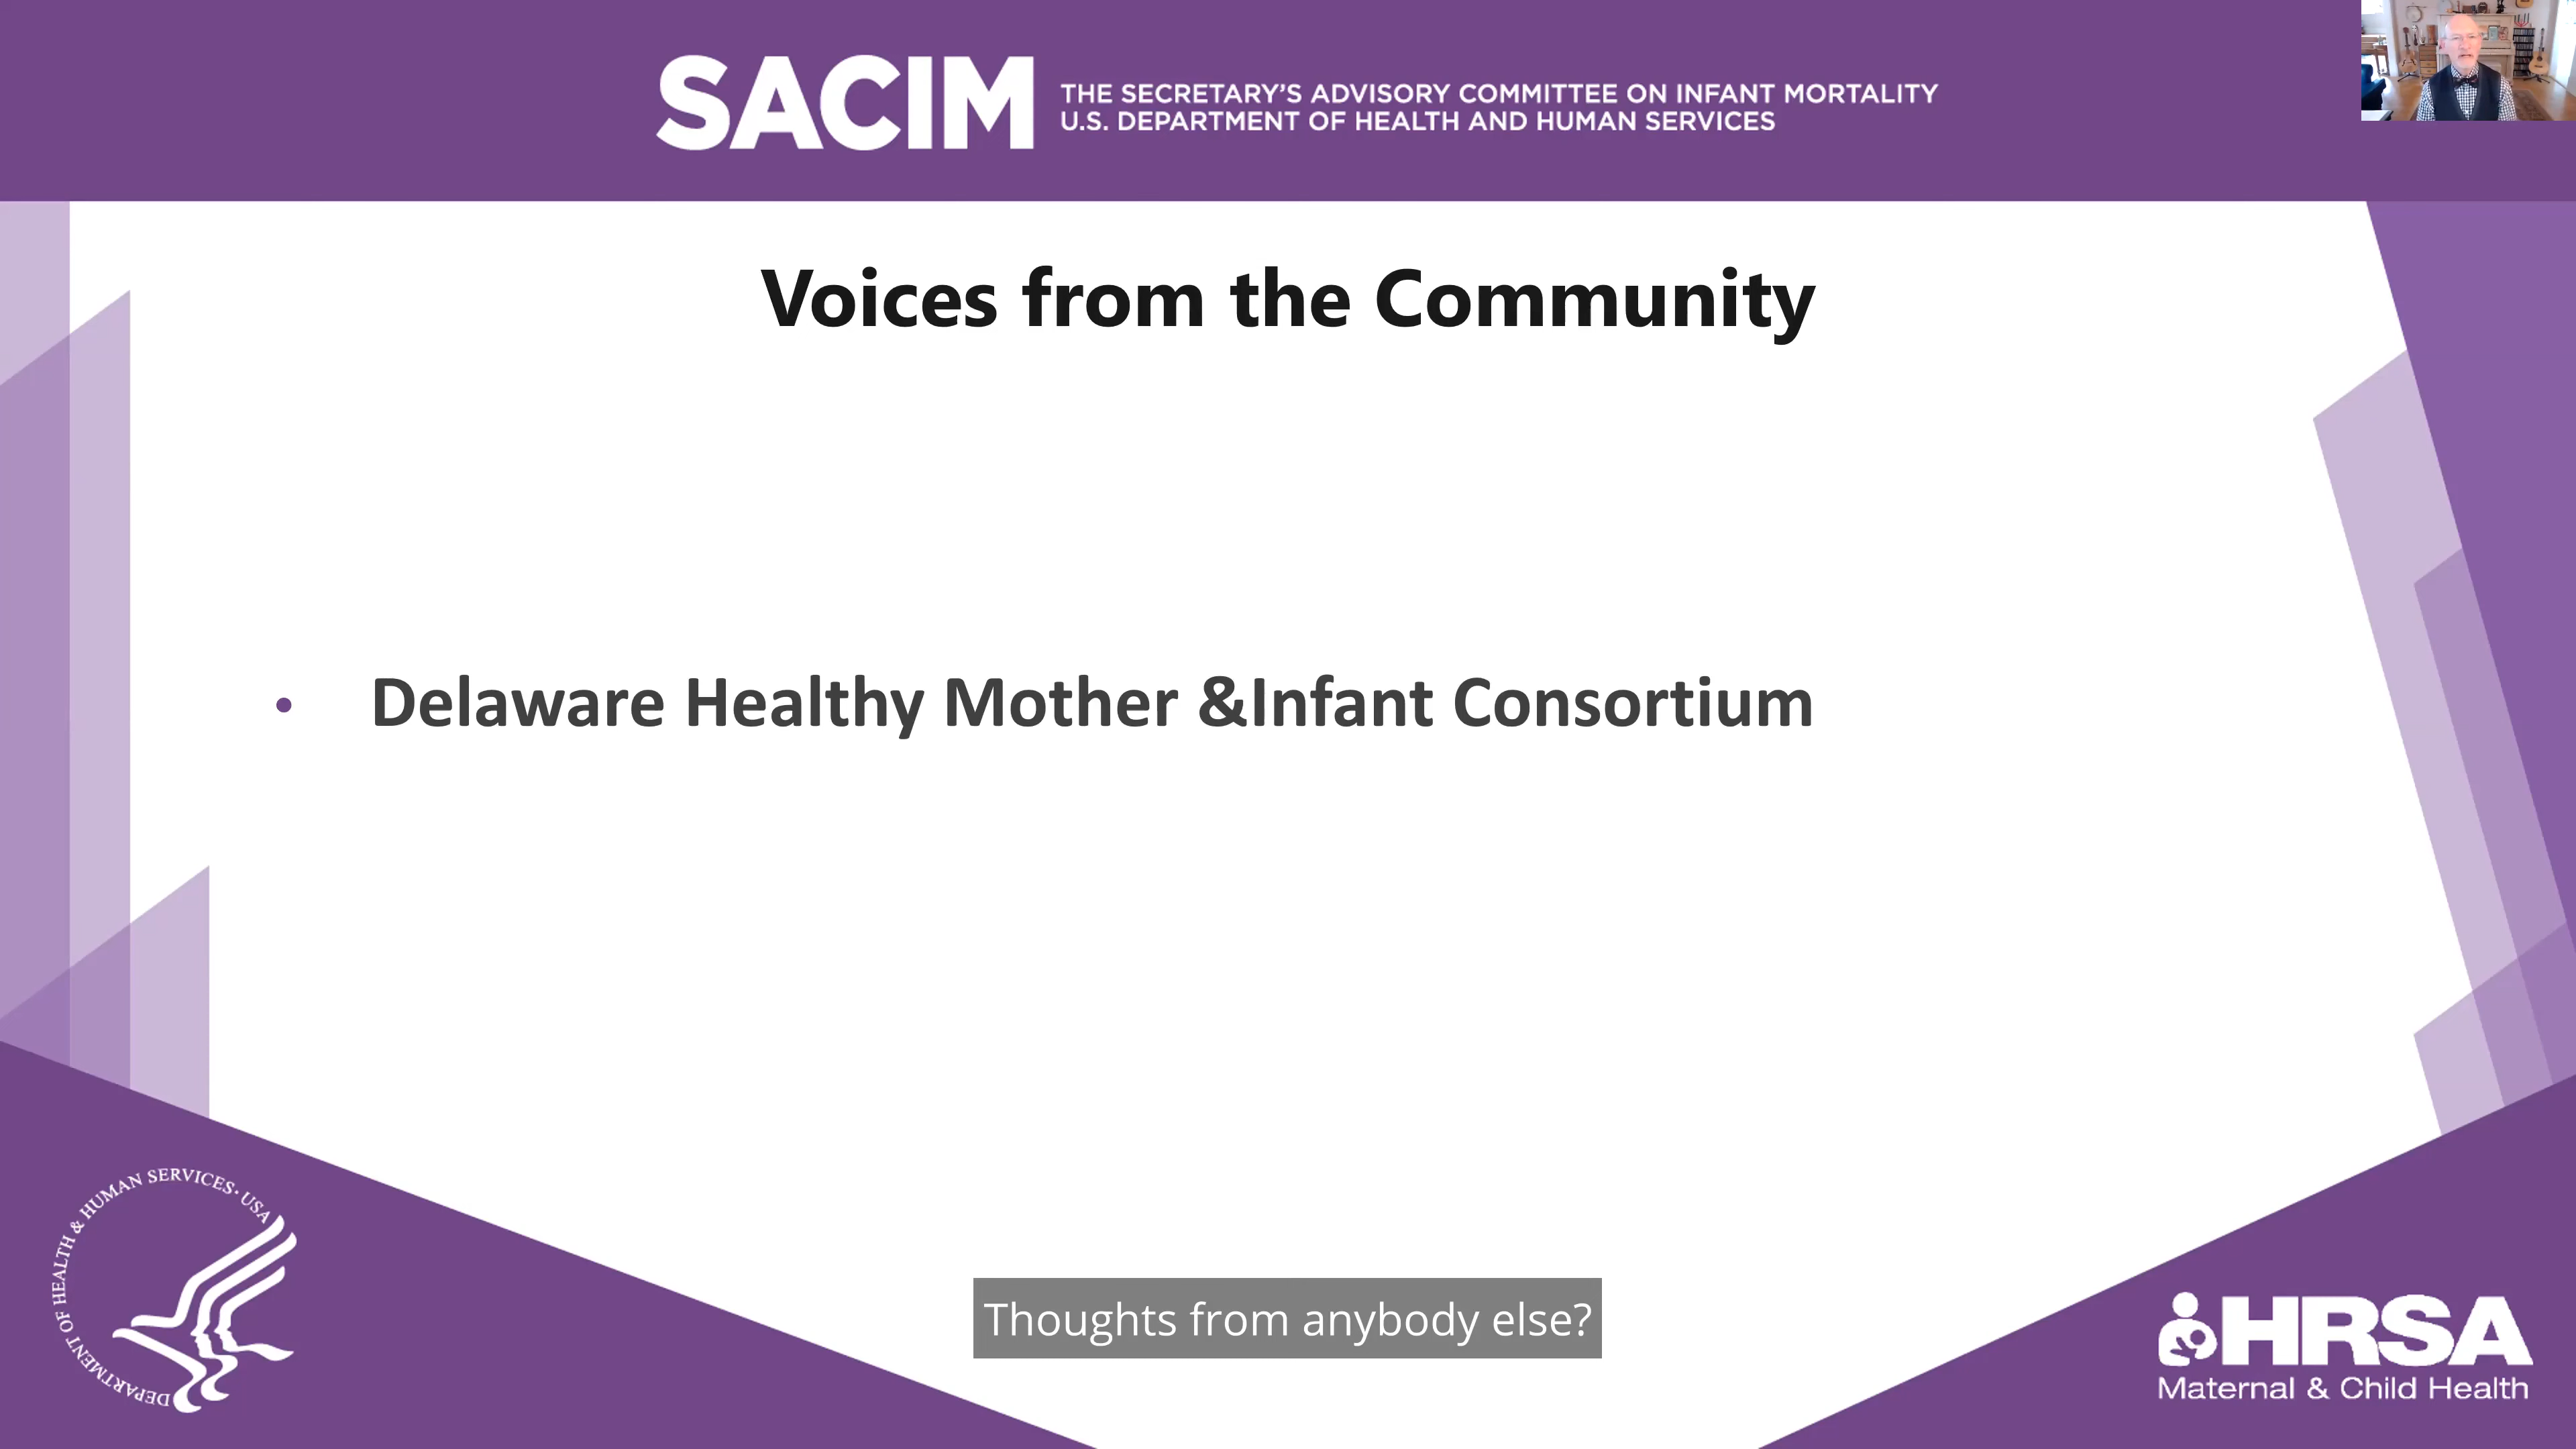 SACIM
THE SECRETARY'S ADVISORY COMMITTEE ON INFANT MORTALITY
U.S. DEPARTMENT OF HEALTH AND HUMAN SERVICES
Voices from the Community
• Delaware Healthy Mother &Infant Consortium
DEPARTMENT OF HEALTH & HUMAN SERVICES • USA
Thoughts from anybody else?
HRSA
Maternal & Child Health